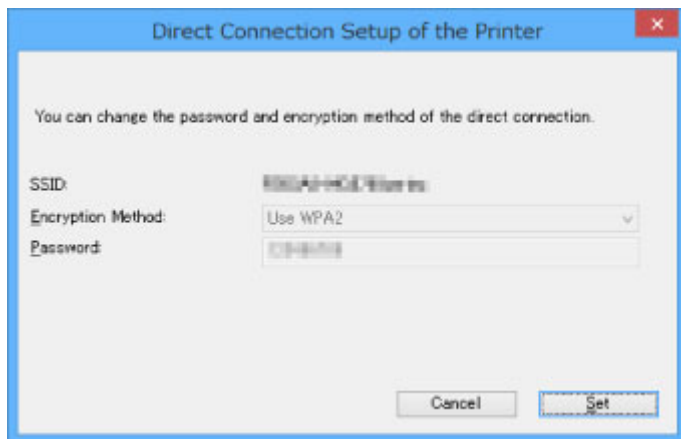 Direct Connection Setup of the Printer
You can change the password and encryption method of the direct connection.
SSID:
Encryption Method: Use WPA2
Password:
Cancel Set